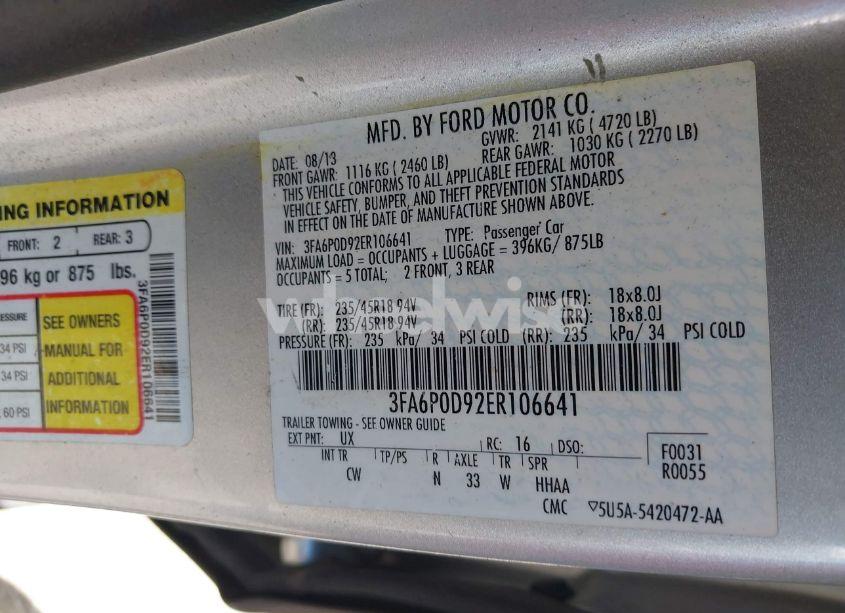 NG INFORMATION
FRONT: 2 REAR: 3
96 kg or 875 lbs.
ESSURE
34 PSI
34 PSI
60 PSI
SEE OWNERS
MANUAL FOR
ADDITIONAL
INFORMATION
3FA6P0D92ER106641
MFD. BY FORD MOTOR CO.
DATE: 08/13 GVWR: 2141 KG ( 4720 LB)
FRONT GAWR: 1116 KG ( 2460 LB) REAR GAWR: 1030 KG ( 2270 LB)
THIS VEHICLE CONFORMS TO ALL APPLICABLE FEDERAL MOTOR
VEHICLE SAFETY, BUMPER, AND THEFT PREVENTION STANDARDS
IN EFFECT ON THE DATE OF MANUFACTURE SHOWN ABOVE.
VIN: 3FA6P0D92ER106641 TYPE: Passenger Car
MAXIMUM LOAD = OCCUPANTS + LUGGAGE = 396KG/ 875LB
OCCUPANTS = 5 TOTAL; 2 FRONT, 3 REAR
TIRE (FR): 235/45R18 94V RIMS (FR): 18x8.0J
(RR): 235/45R18 94V (RR): 18x8.0J
PRESSURE (FR): 235 kPa/ 34 PSI COLD (RR): 235 kPa/ 34 PSI COLD
3FA6P0D92ER106641
TRAILER TOWING - SEE OWNER GUIDE
EXT PNT: UX RC: 16 DSO:
INT TR TP/PS R AXLE TR SPR
CW N 33 W HHAA
F0031
R0055
CMC 5U5A-5420472-AA